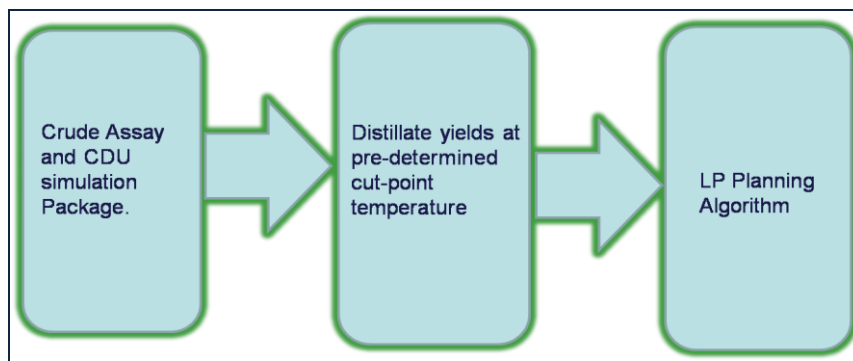 Crude Assay
and CDU
simulation
Package.
Distillate yields at
pre-determined
cut-point
temperature
LP Planning
Algorithm